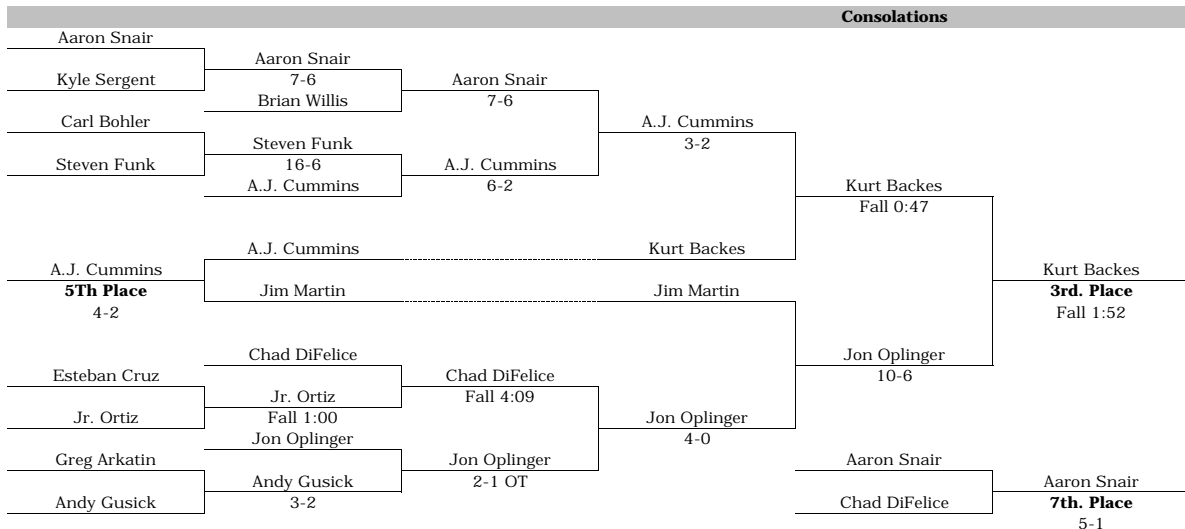 Consolations
Aaron Snair
Aaron Snair
Kyle Sergent
7-6
Aaron Snair
Brian Willis
7-6
Carl Bohler
A.J. Cummins
Steven Funk
3-2
Steven Funk
16-6
A.J. Cummins
A.J. Cummins
6-2
Kurt Backes
Fall 0:47
A.J. Cummins
Kurt Backes
A.J. Cummins
Kurt Backes
5Th Place
Jim Martin
Jim Martin
3rd. Place
4-2
Fall 1:52
Chad DiFelice
Jon Oplinger
Esteban Cruz
Chad DiFelice
10-6
Jr. Ortiz
Fall 4:09
Jr. Ortiz
Fall 1:00
Jon Oplinger
Jon Oplinger
4-0
Greg Arkatin
Jon Oplinger
Aaron Snair
Andy Gusick
2-1 OT
Aaron Snair
Andy Gusick
3-2
Chad DiFelice
7th. Place
5-1